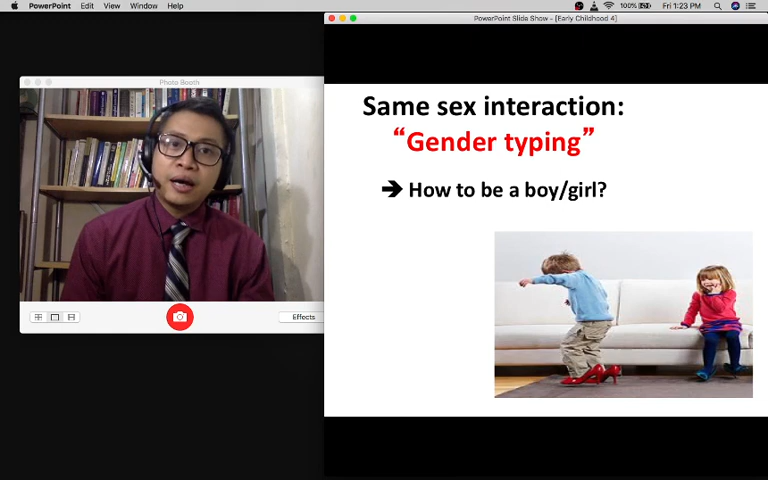 PowerPoint Edit View Window Help
100% Fri 1:23 PM
PowerPoint Slide Show - [Early Childhood 4]
Photo Booth
Same sex interaction:
“Gender typing”
➔ How to be a boy/girl?
Effects